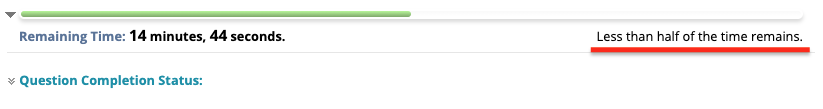 Remaining Time: 14 minutes, 44 seconds. Less than half of the time remains.
Question Completion Status: